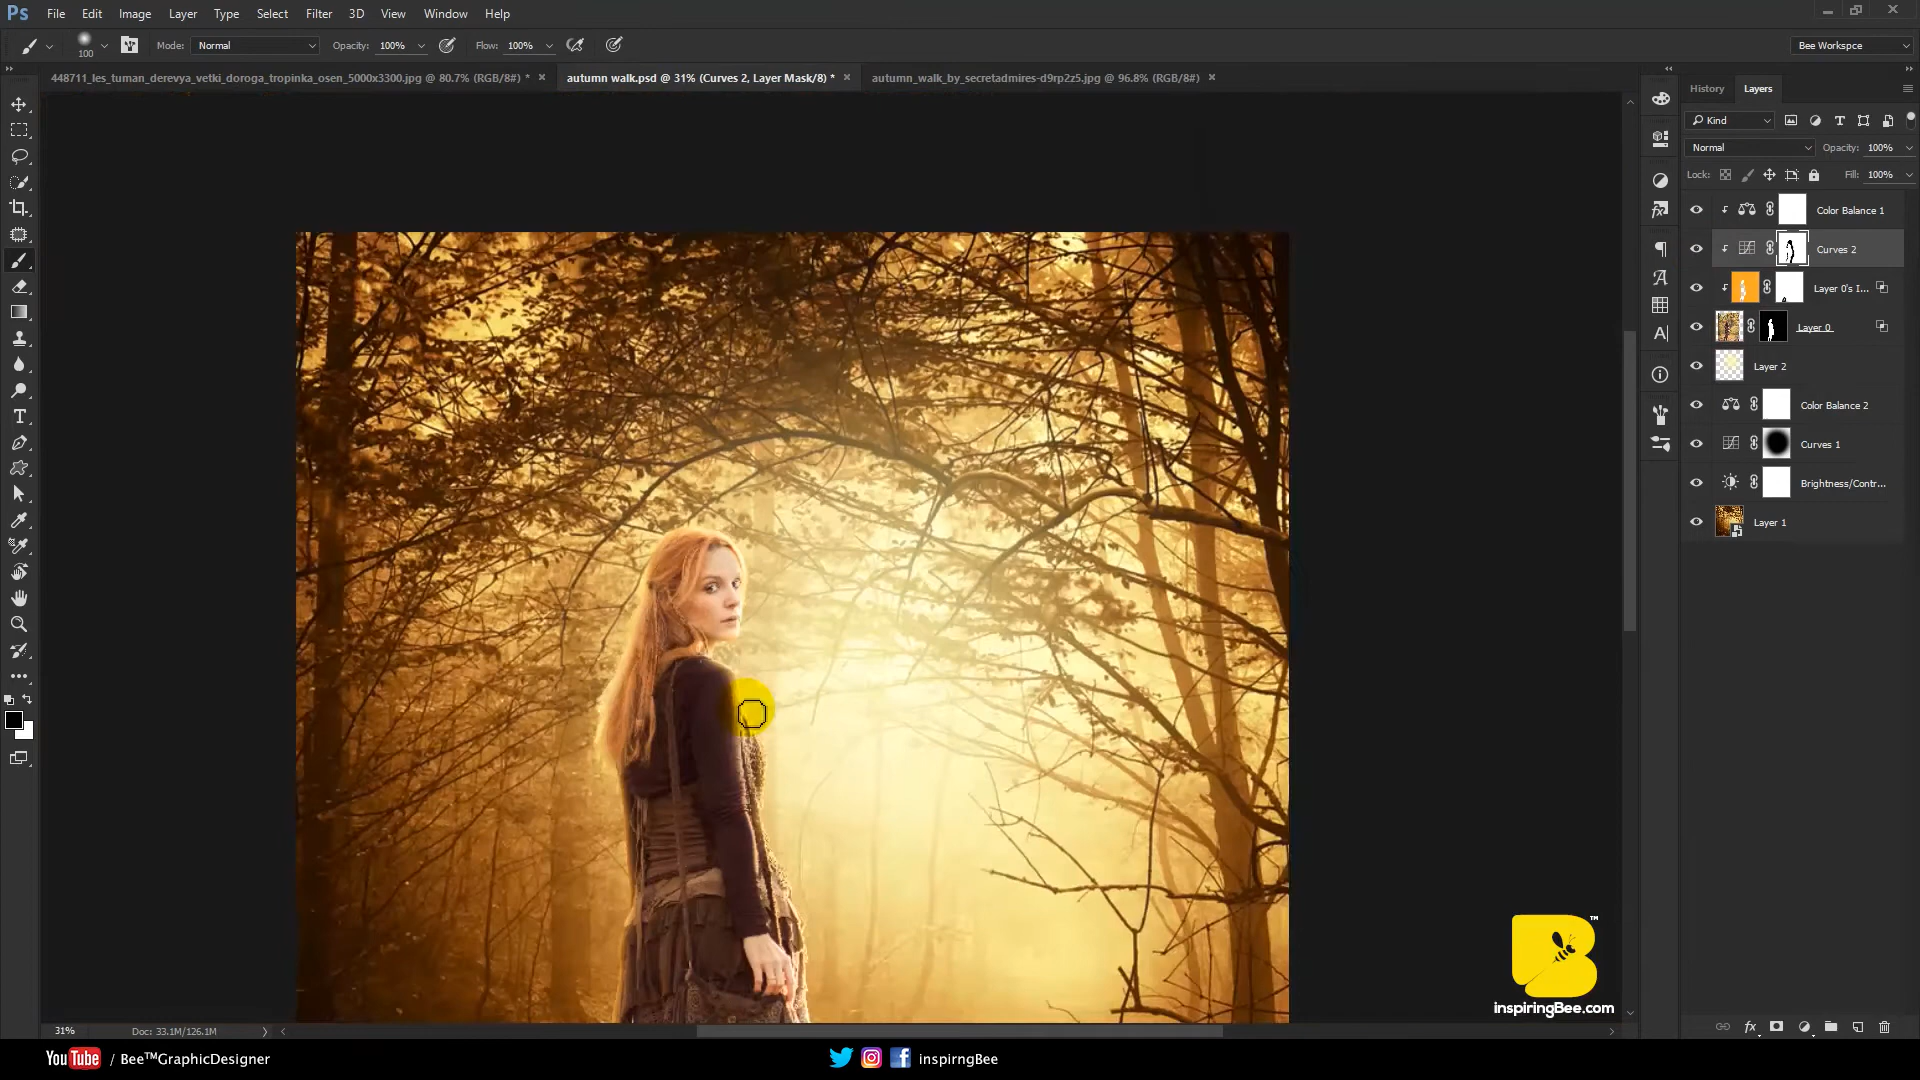 Ps File Edit Image Layer Type Select Filter 3D View Window Help
100 Mode: Normal Opacity: 100% Flow: 100% Bee Workspce
448711_les_tuman_derevya_vetki_doroga_tropinka_osen_5000x3300.jpg @ 80.7% (RGB/8#) * autumn walk.psd @ 31% (Curves 2, Layer Mask/8) * autumn_walk_by_secretadmires-d9rp2z5.jpg @ 96.8% (RGB/8#)
History Layers
Kind
Normal Opacity: 100%
Lock: Fill: 100%
Color Balance 1
Curves 2
Layer 0's I...
Layer 0
Layer 2
Color Balance 2
Curves 1
Brightness/Contr...
Layer 1
B™
inspiringBee.com
31% Doc: 33.1M/126.1M
YouTube / Bee™GraphicDesigner inspirngBee